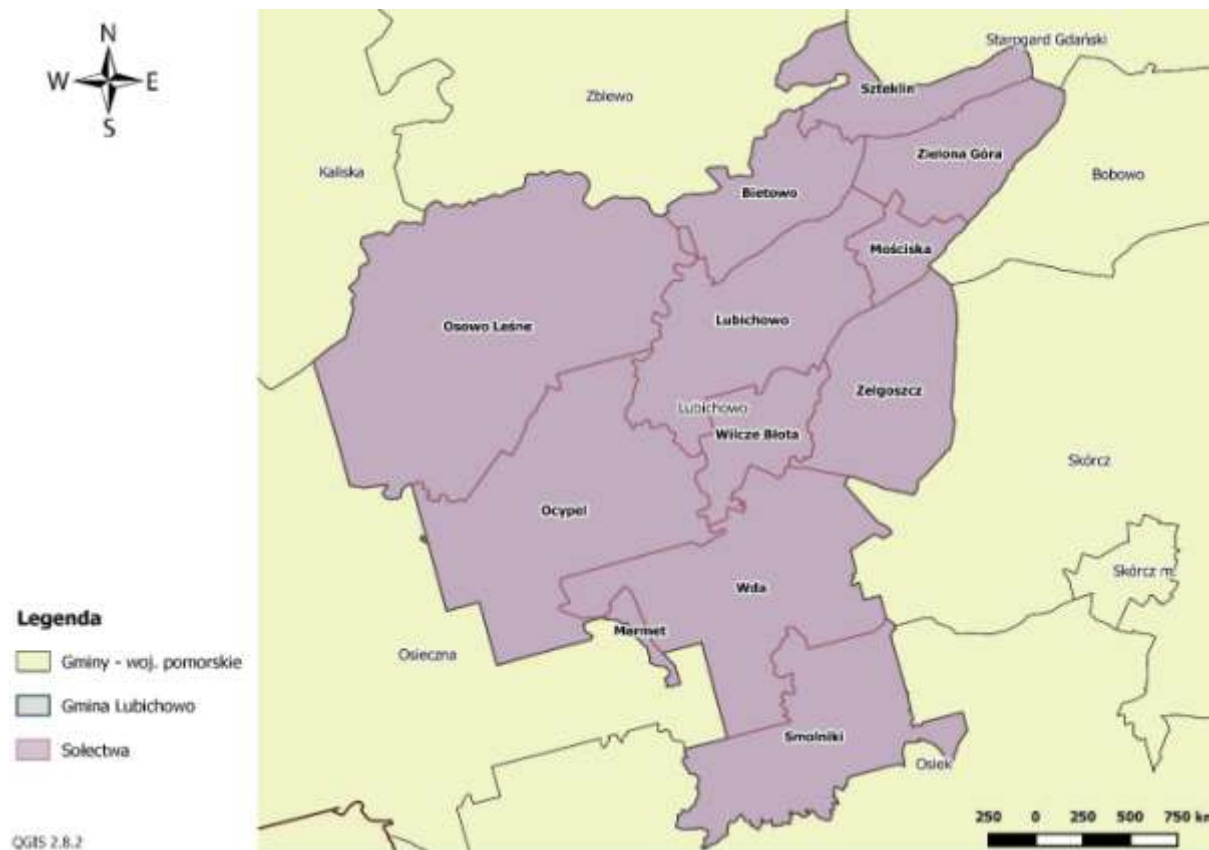 N
W E
S
Starogard Gdański
Szteklin
Zblewo
Zielona Góra
Kaliska
Bobowo
Bietowo
Mościska
Lubichowo
Osowo Leśne
Zelgoszcz
Lubichowo
Wilcze Błota
Skórcz
Ocypel
Skórcz m.
Wda
Legenda
Mermet
Osieczna
Gminy - woj. pomorskie
Gmina Lubichowo
Sołectwa
Smolniki
Osiek
250 0 250 500 750 km
QGIS 2.8.2